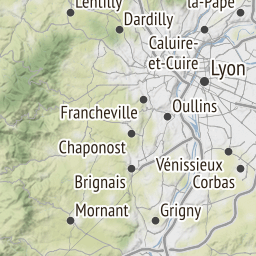 Lentilly
la-Pape
Dardilly
Caluire-
et-Cuire
Lyon
Francheville
Oullins
Chaponost
Vénissieux
Brignais
Corbas
Mornant
Grigny